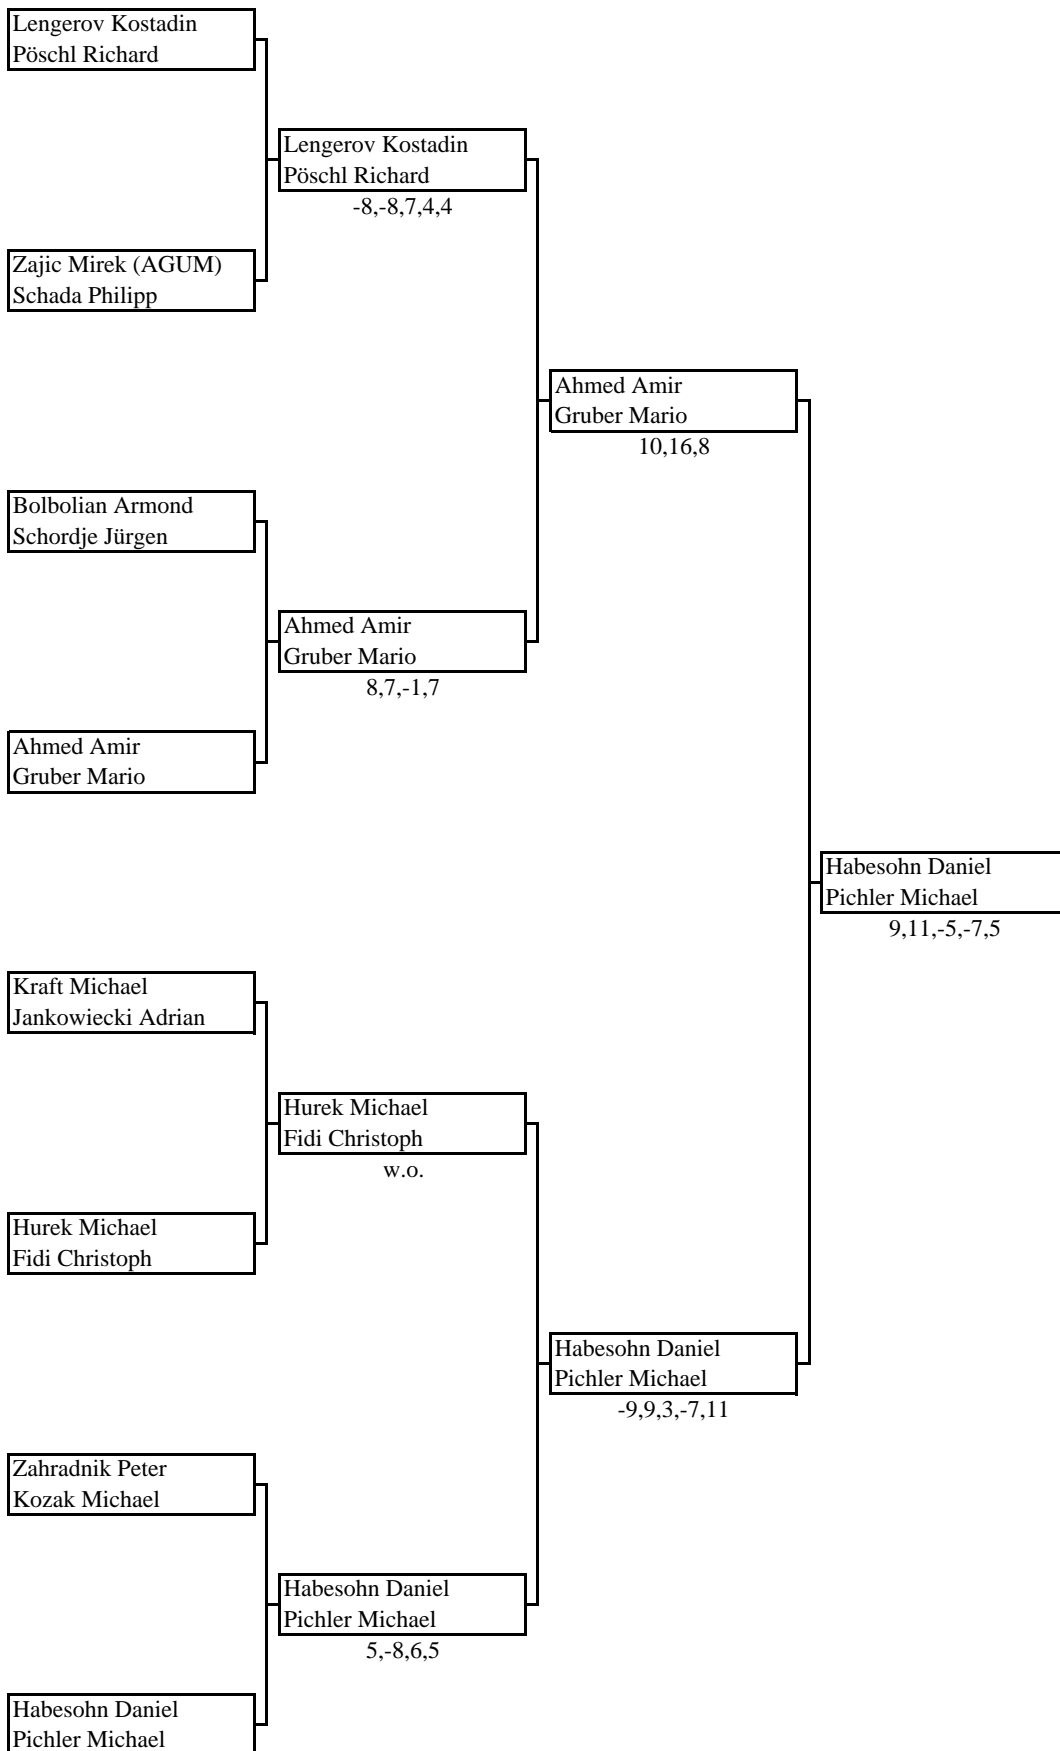 Lengerov Kostadin
Pöschl Richard
Lengerov Kostadin
Pöschl Richard
-8,-8,7,4,4
Zajic Mirek (AGUM)
Schada Philipp
Ahmed Amir
Gruber Mario
10,16,8
Bolbolian Armond
Schordje Jürgen
Ahmed Amir
Gruber Mario
8,7,-1,7
Ahmed Amir
Gruber Mario
Habesohn Daniel
Pichler Michael
9,11,-5,-7,5
Kraft Michael
Jankowiecki Adrian
Hurek Michael
Fidi Christoph
w.o.
Hurek Michael
Fidi Christoph
Habesohn Daniel
Pichler Michael
-9,9,3,-7,11
Zahradnik Peter
Kozak Michael
Habesohn Daniel
Pichler Michael
5,-8,6,5
Habesohn Daniel
Pichler Michael